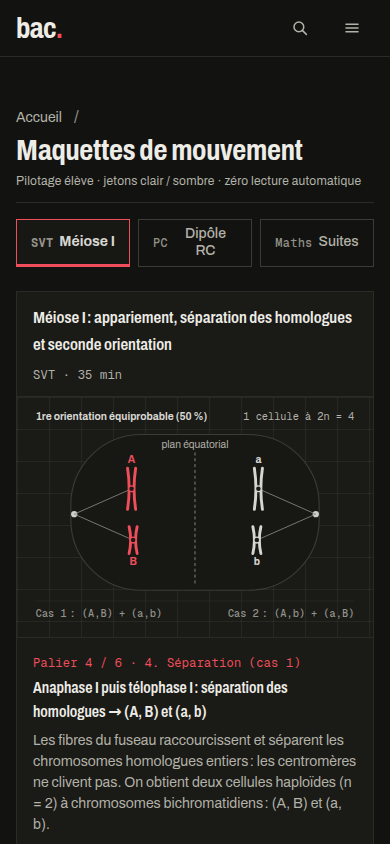 bac.
Accueil /
Maquettes de mouvement
Pilotage élève · jetons clair / sombre · zéro lecture automatique
SVT Méiose I
PC Dipôle RC
Maths Suites
Méiose I : appariement, séparation des homologues
et seconde orientation
SVT · 35 min
1re orientation équiprobable (50 %)
1 cellule à 2n = 4
plan équatorial
A
a
B
b
Cas 1 : (A,B) + (a,b)
Cas 2 : (A,b) + (a,B)
Palier 4 / 6 · 4. Séparation (cas 1)
Anaphase I puis télophase I : séparation des
homologues → (A, B) et (a, b)
Les fibres du fuseau raccourcissent et séparent les
chromosomes homologues entiers : les centromères
ne clivent pas. On obtient deux cellules haploïdes (n
= 2) à chromosomes bichromatidiens : (A, B) et (a,
b).